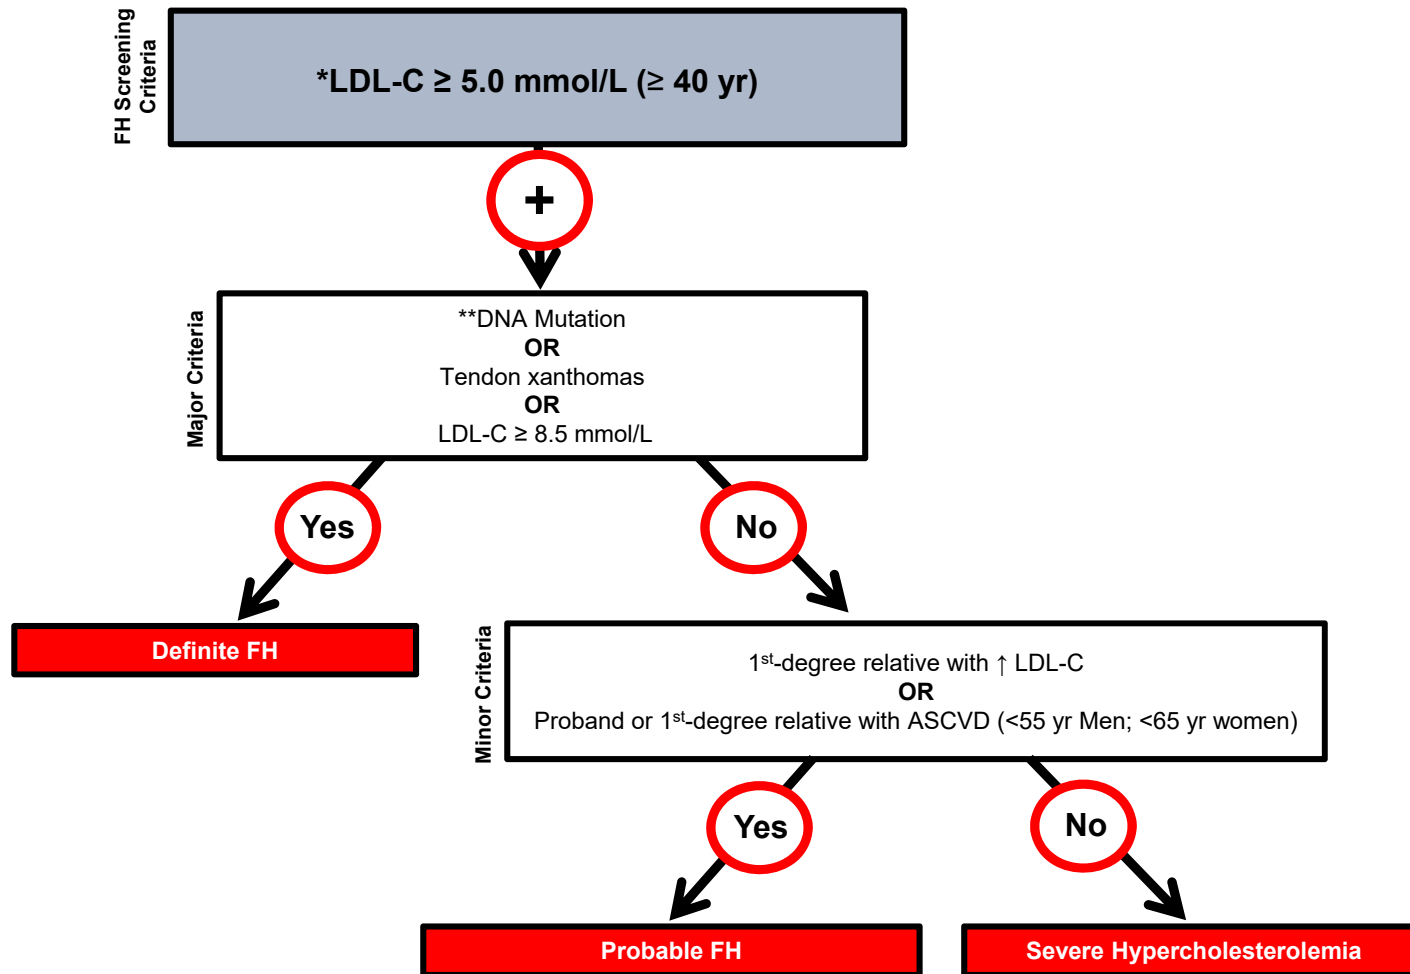 FH Screening
Criteria
*LDL-C ≥ 5.0 mmol/L (≥ 40 yr)
+
Major Criteria
**DNA Mutation
OR
Tendon xanthomas
OR
LDL-C ≥ 8.5 mmol/L
Yes
No
Definite FH
Minor Criteria
1st-degree relative with ↑ LDL-C
OR
Proband or 1st-degree relative with ASCVD (<55 yr Men; <65 yr women)
Yes
No
Probable FH
Severe Hypercholesterolemia